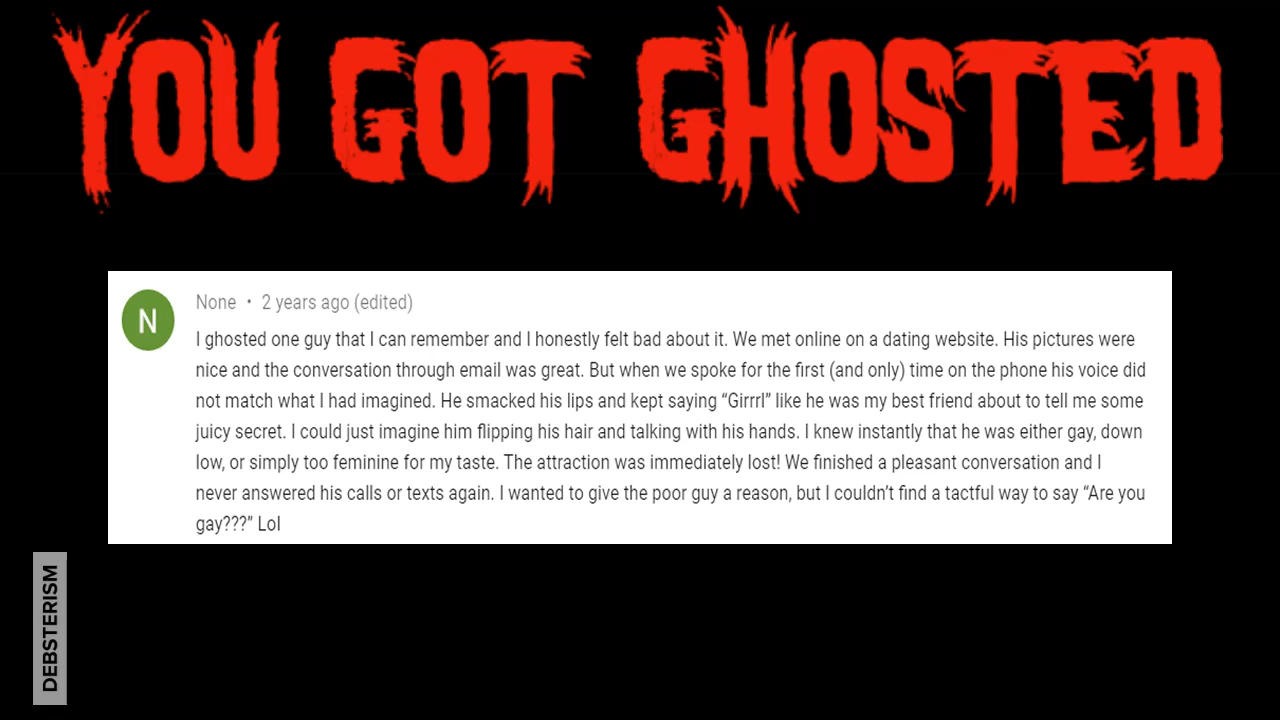 YOU GOT GHOSTED
N
None • 2 years ago (edited)
I ghosted one guy that I can remember and I honestly felt bad about it. We met online on a dating website. His pictures were
nice and the conversation through email was great. But when we spoke for the first (and only) time on the phone his voice did
not match what I had imagined. He smacked his lips and kept saying “Girrrl” like he was my best friend about to tell me some
juicy secret. I could just imagine him flipping his hair and talking with his hands. I knew instantly that he was either gay, down
low, or simply too feminine for my taste. The attraction was immediately lost! We finished a pleasant conversation and I
never answered his calls or texts again. I wanted to give the poor guy a reason, but I couldn’t find a tactful way to say “Are you
gay???” Lol
DEBSTERISM